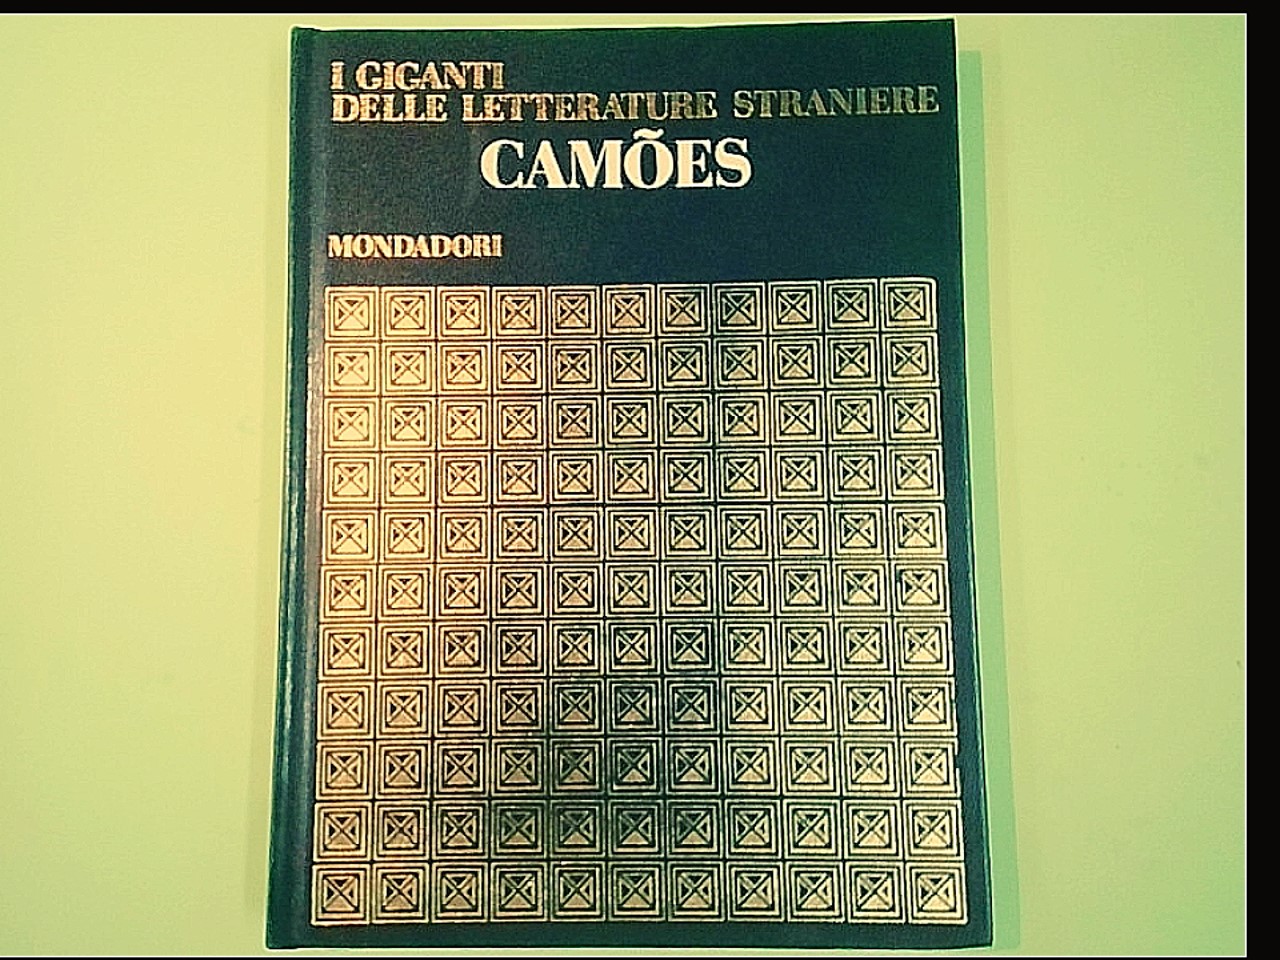 I GIGANTI
DELLE LETTERATURE STRANIERE
CAMÕES
MONDADORI